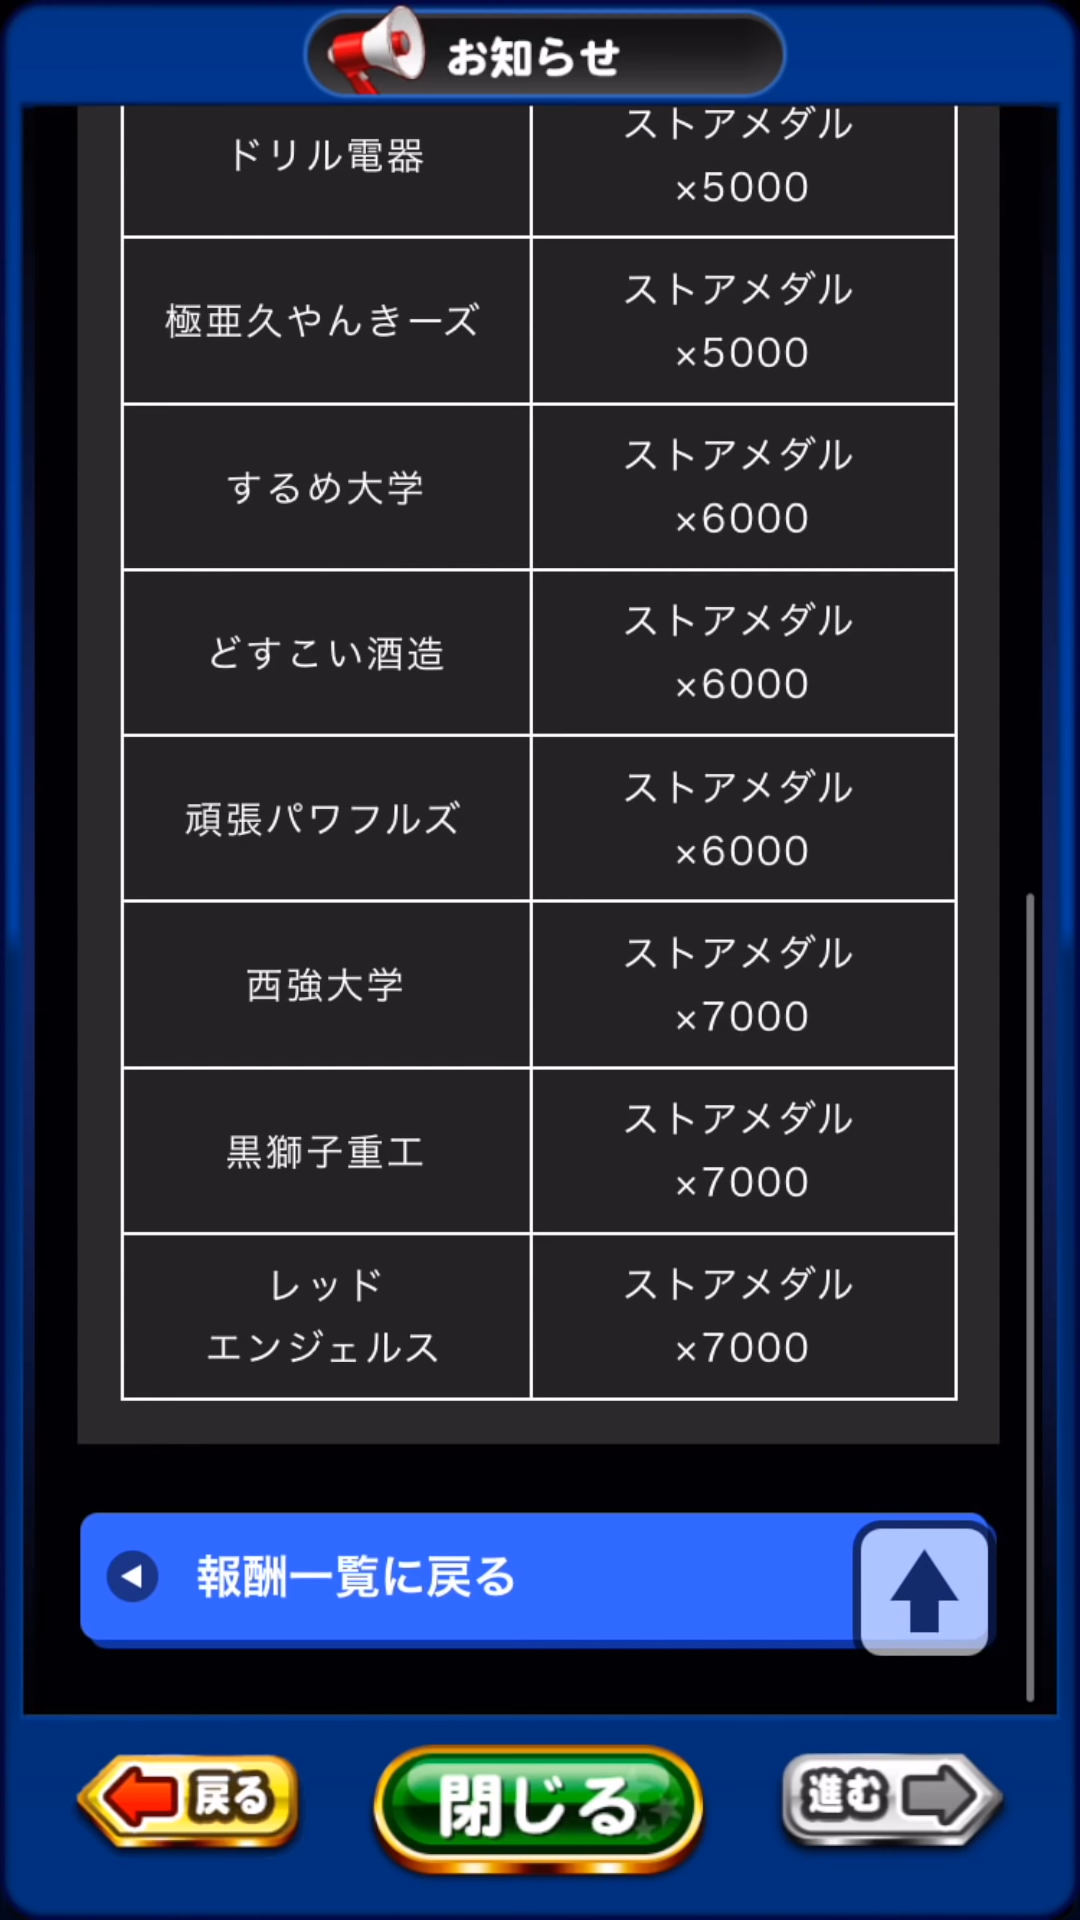 お知らせ
ドリル電器
ストアメダル
×5000
極亜久やんきーズ
ストアメダル
×5000
するめ大学
ストアメダル
×6000
どすこい酒造
ストアメダル
×6000
頑張パワフルズ
ストアメダル
×6000
西強大学
ストアメダル
×7000
黒獅子重工
ストアメダル
×7000
レッド
エンジェルス
ストアメダル
×7000
報酬一覧に戻る
戻る
閉じる
進む